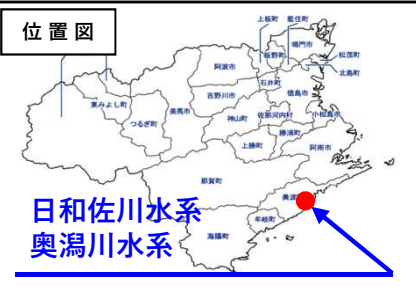 位置図
上板町
藍住町
鳴門市
松茂町
北島町
板野町
阿波市
石井町
徳島市
吉野川市
東みよし町
美馬市
つるぎ町
神山町
佐那河内村
小松島市
勝浦町
上勝町
阿南市
那賀町
美波
牟岐町
海陽町
日和佐川水系
奥潟川水系